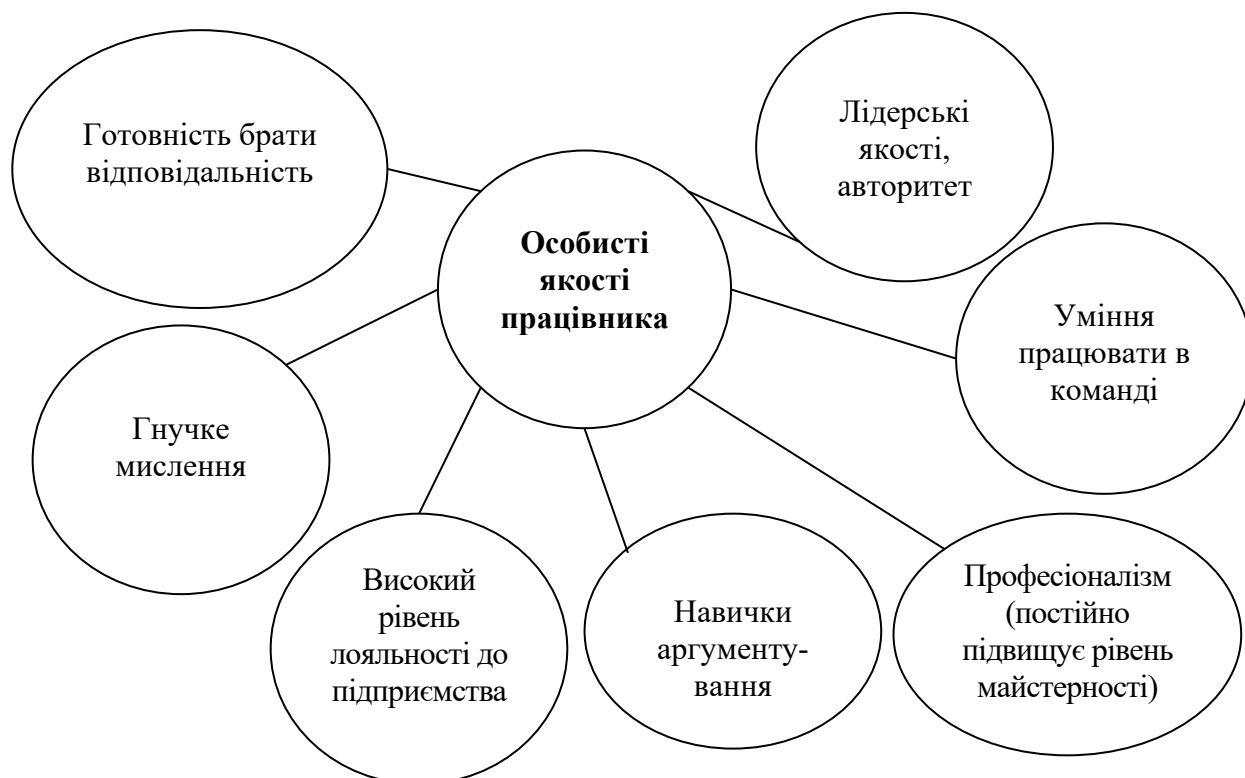 Готовність брати
відповідальність
Лідерські
якості,
авторитет
Особисті
якості
працівника
Уміння
працювати в
команді
Гнучке
мислення
Високий
рівень
лояльності до
підприємства
Навички
аргументу-
вання
Професіоналізм
(постійно
підвищує рівень
майстерності)